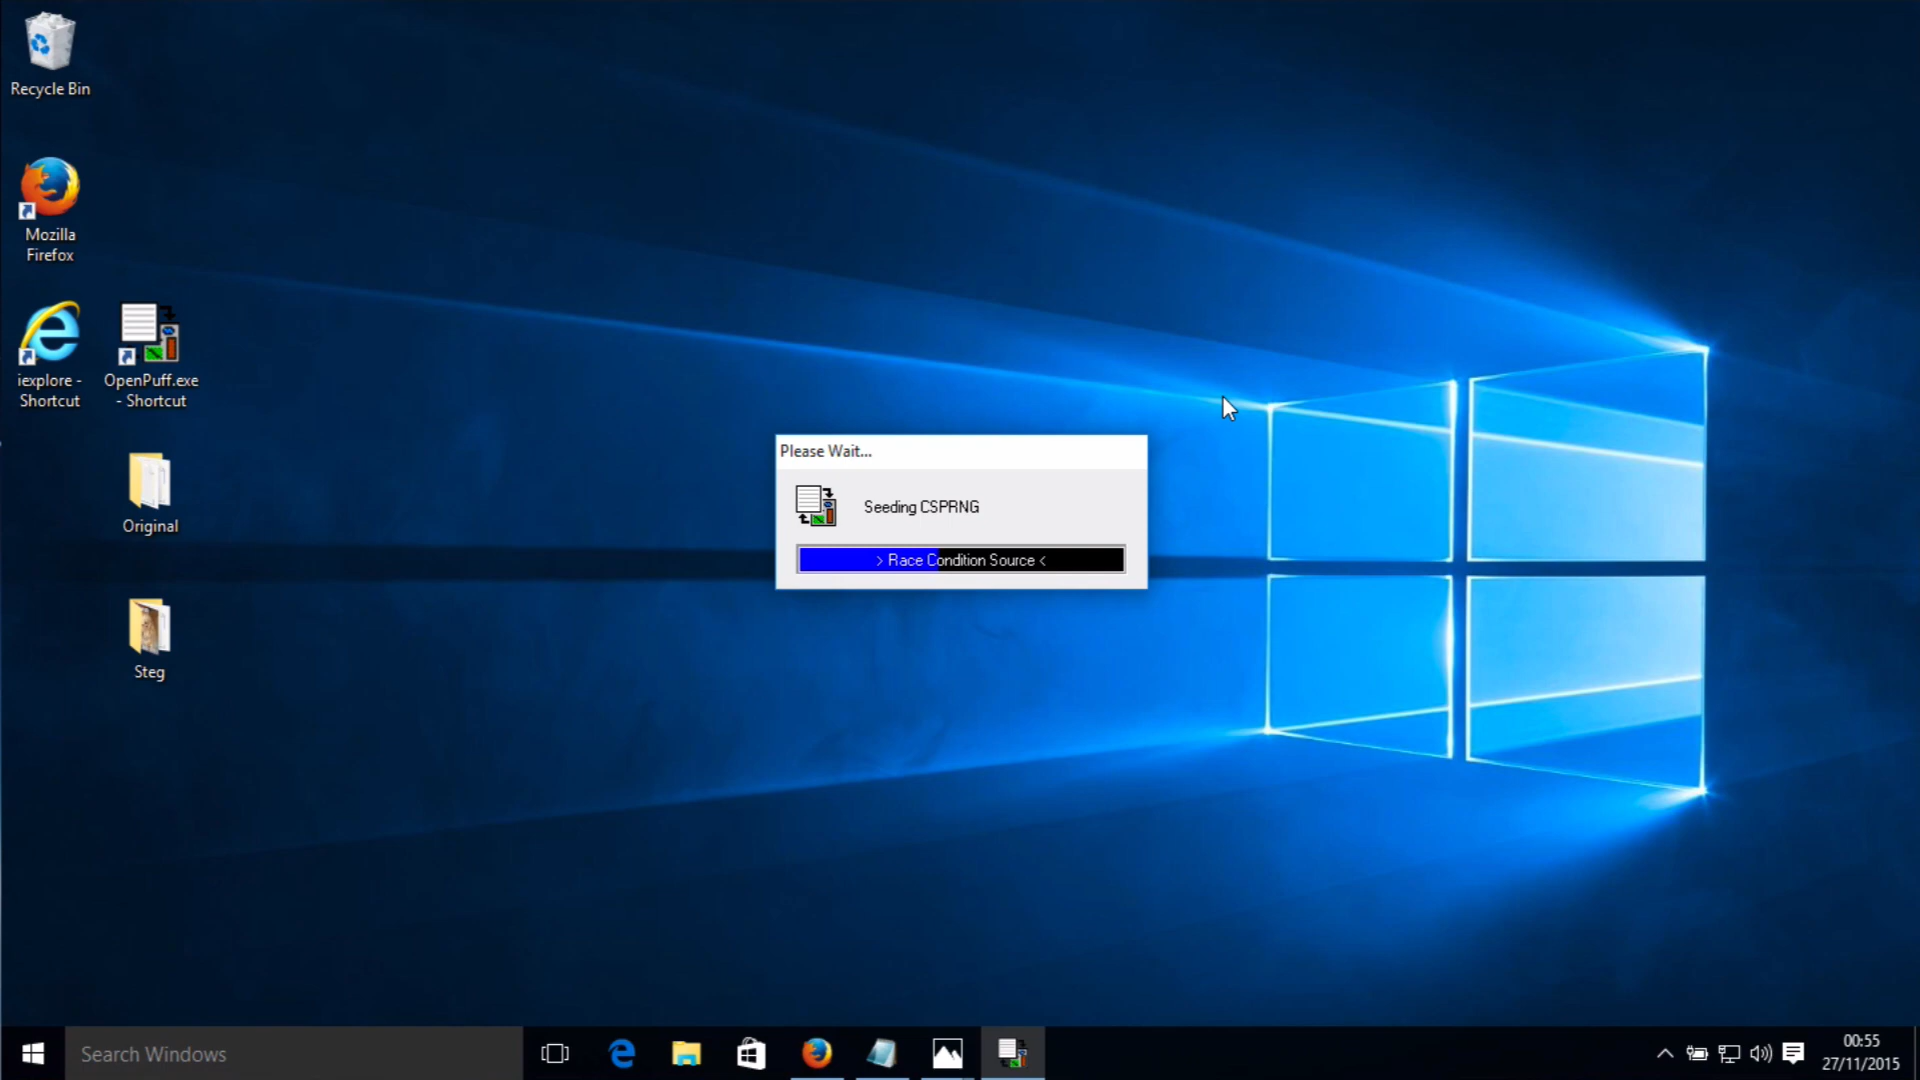 Recycle Bin
Mozilla
Firefox
iexplore -
Shortcut
OpenPuff.exe
- Shortcut
Original
Steg
Please Wait...
Seeding CSPRNG
> Race Condition Source <
Search Windows
00:55
27/11/2015